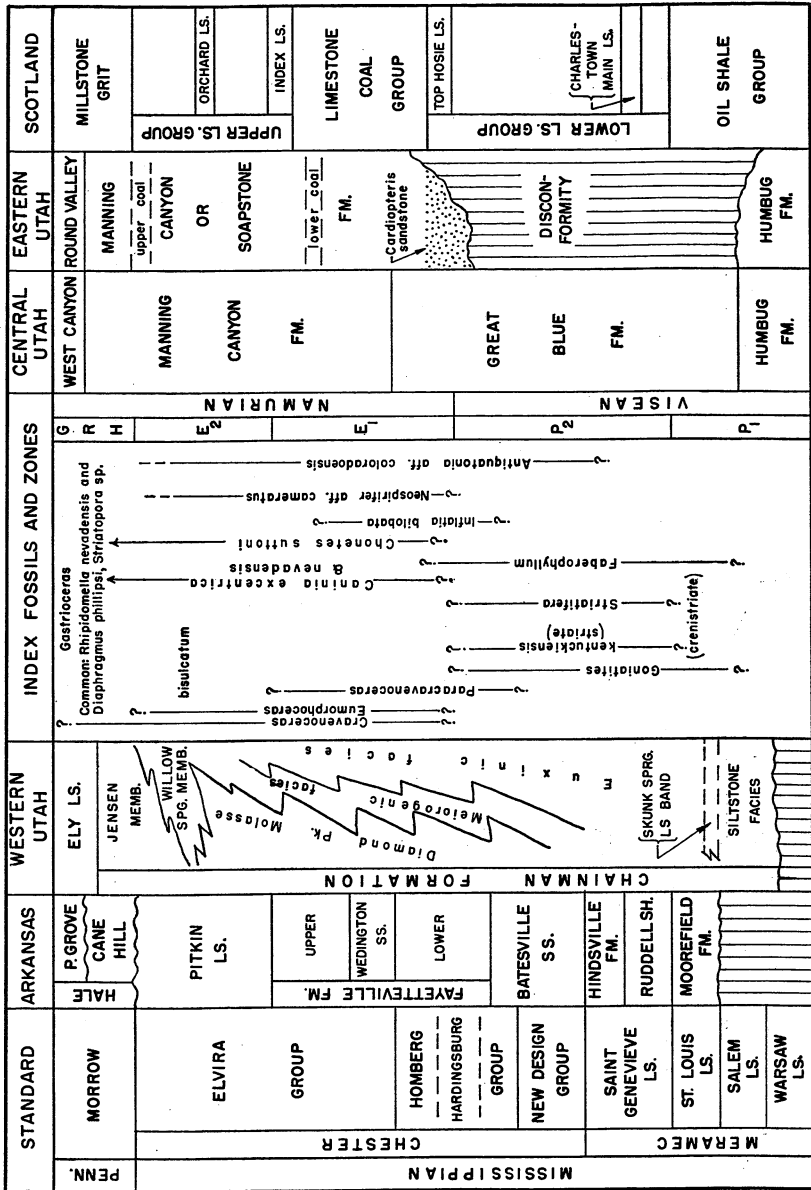 STANDARD
PENN.
MISSISSIPPIAN
CHESTER
MERAMEC
MORROW
ELVIRA
GROUP
HOMBERG
HARDINGSBURG
GROUP
NEW DESIGN
GROUP
SAINT
GENEVIEVE
LS.
ST. LOUIS
LS.
SALEM
LS.
WARSAW
LS.
ARKANSAS
HALE
P. GROVE
CANE
HILL
PITKIN
LS.
FAYETTEVILLE FM.
UPPER
WEDINGTON
SS.
LOWER
BATESVILLE
SS.
HINDSVILLE
FM.
RUDDELL SH.
MOOREFIELD
FM.
WESTERN
UTAH
ELY LS.
CHAINMAN FORMATION
JENSEN
MEMB.
WILLOW
SPG. MEMB.
Molasse
Diamond Pk.
Meiorogenic
facies
muxinic facies
SKUNK SPRG.
LS BAND
SILTSTONE
FACIES
INDEX FOSSILS AND ZONES
Gastrioceras
Common: Rhipidomella nevadensis and
Diaphragmus phillipsi, Striatopora sp.
?—Cravenoceras—?
?—Eumorphoceras—?
bisulcatum
?—Paracravenoceras—?
?—Goniatites—?
?—kentuckiensis—?
(striate)
(crenistriate)
?—Striatifera—?
Caninia excentrica
& nevadensis
?
?—Faberophyllum—?
Chonetes suttoni—?
?—Inflatia bilobata—?
Neospirifer aff. cameratus—?
Antiquatonia aff. coloradoensis—?
G
R
H
E2
E1
P2
P1
NAMURIAN
VISEAN
CENTRAL
UTAH
WEST CANYON
MANNING
CANYON
FM.
GREAT
BLUE
FM.
HUMBUG
FM.
EASTERN
UTAH
ROUND VALLEY
MANNING
upper coal
CANYON
OR
SOAPSTONE
lower coal
FM.
Cardiopteris
sandstone
DISCON-
FORMITY
HUMBUG
FM.
SCOTLAND
MILLSTONE
GRIT
UPPER LS. GROUP
ORCHARD LS.
INDEX LS.
LIMESTONE
COAL
GROUP
LOWER LS. GROUP
TOP HOSIE LS.
CHARLES-
TOWN
MAIN LS.
OIL SHALE
GROUP